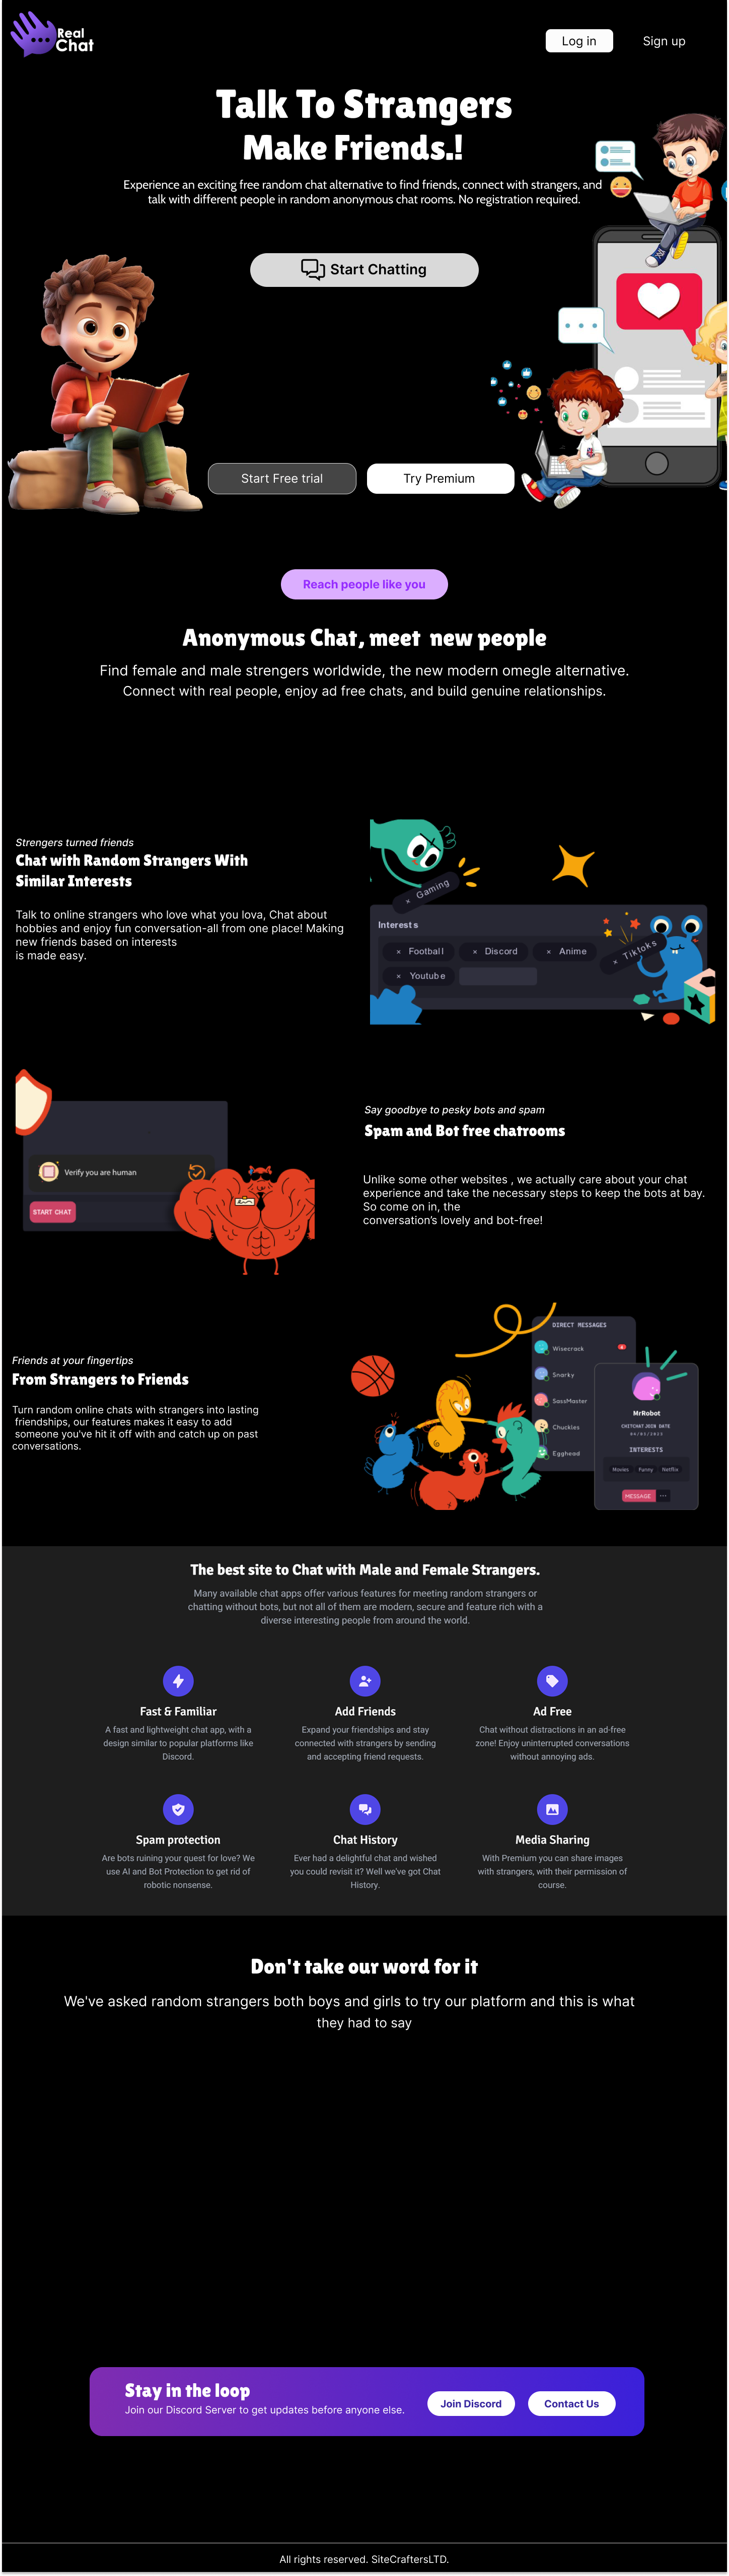 Real
Chat
Log in
Sign up
Talk To Strangers
Make Friends.!
Experience an exciting free random chat alternative to find friends, connect with strangers, and
talk with different people in random anonymous chat rooms. No registration required.
Start Chatting
Start Free trial
Try Premium
Reach people like you
Anonymous Chat, meet new people
Find female and male strengers worldwide, the new modern omegle alternative.
Connect with real people, enjoy ad free chats, and build genuine relationships.
Strengers turned friends
Chat with Random Strangers With
Similar Interests
Talk to online strangers who love what you lova, Chat about
hobbies and enjoy fun conversation-all from one place! Making
new friends based on interests
is made easy.
× Gaming
Interests
× Football
× Discord
× Anime
× Tiktoks
× Youtube
Verify you are human
START CHAT
Say goodbye to pesky bots and spam
Spam and Bot free chatrooms
Unlike some other websites , we actually care about your chat
experience and take the necessary steps to keep the bots at bay.
So come on in, the
conversation's lovely and bot-free!
Friends at your fingertips
From Strangers to Friends
Turn random online chats with strangers into lasting
friendships, our features makes it easy to add
someone you've hit it off with and catch up on past
conversations.
DIRECT MESSAGES
Wisecrack
Snarky
SassMaster
Chuckles
Egghead
MrRobot
CHITCHAT JOIN DATE
INTERESTS
Movies
Funny
Netflix
MESSAGE
The best site to Chat with Male and Female Strangers.
Many available chat apps offer various features for meeting random strangers or
chatting without bots, but not all of them are modern, secure and feature rich with a
diverse interesting people from around the world.
Fast & Familiar
A fast and lightweight chat app, with a
design similar to popular platforms like
Discord.
Add Friends
Expand your friendships and stay
connected with strangers by sending
and accepting friend requests.
Ad Free
Chat without distractions in an ad-free
zone! Enjoy uninterrupted conversations
without annoying ads.
Spam protection
Are bots ruining your quest for love? We
use AI and Bot Protection to get rid of
robotic nonsense.
Chat History
Ever had a delightful chat and wished
you could revisit it? Well we've got Chat
History.
Media Sharing
With Premium you can share images
with strangers, with their permission of
course.
Don't take our word for it
We've asked random strangers both boys and girls to try our platform and this is what
they had to say
Stay in the loop
Join our Discord Server to get updates before anyone else.
Join Discord
Contact Us
All rights reserved. SiteCraftersLTD.